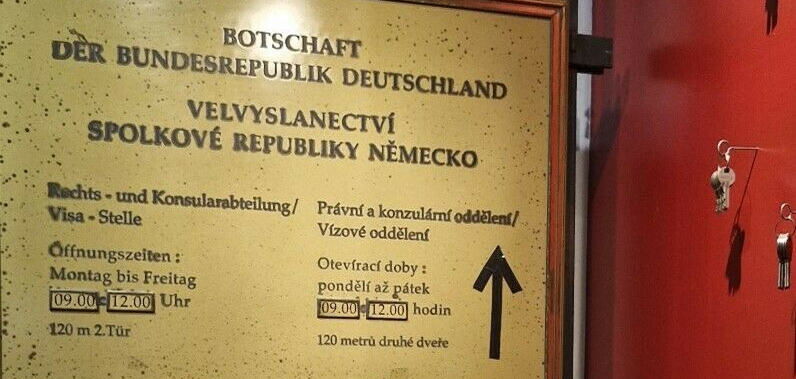 BOTSCHAFT
DER BUNDESREPUBLIK DEUTSCHLAND
VELVYSLANECTVÍ
SPOLKOVÉ REPUBLIKY NĚMECKO
Rechts - und Konsularabteilung/
Visa - Stelle
Öffnungszeiten :
Montag bis Freitag
09.00 - 12.00 Uhr
120 m 2.Tür
Právní a konzulární oddělení/
Vízové oddělení
Otevírací doby :
pondělí až pátek
09.00 - 12.00 hodin
120 metrů druhé dveře